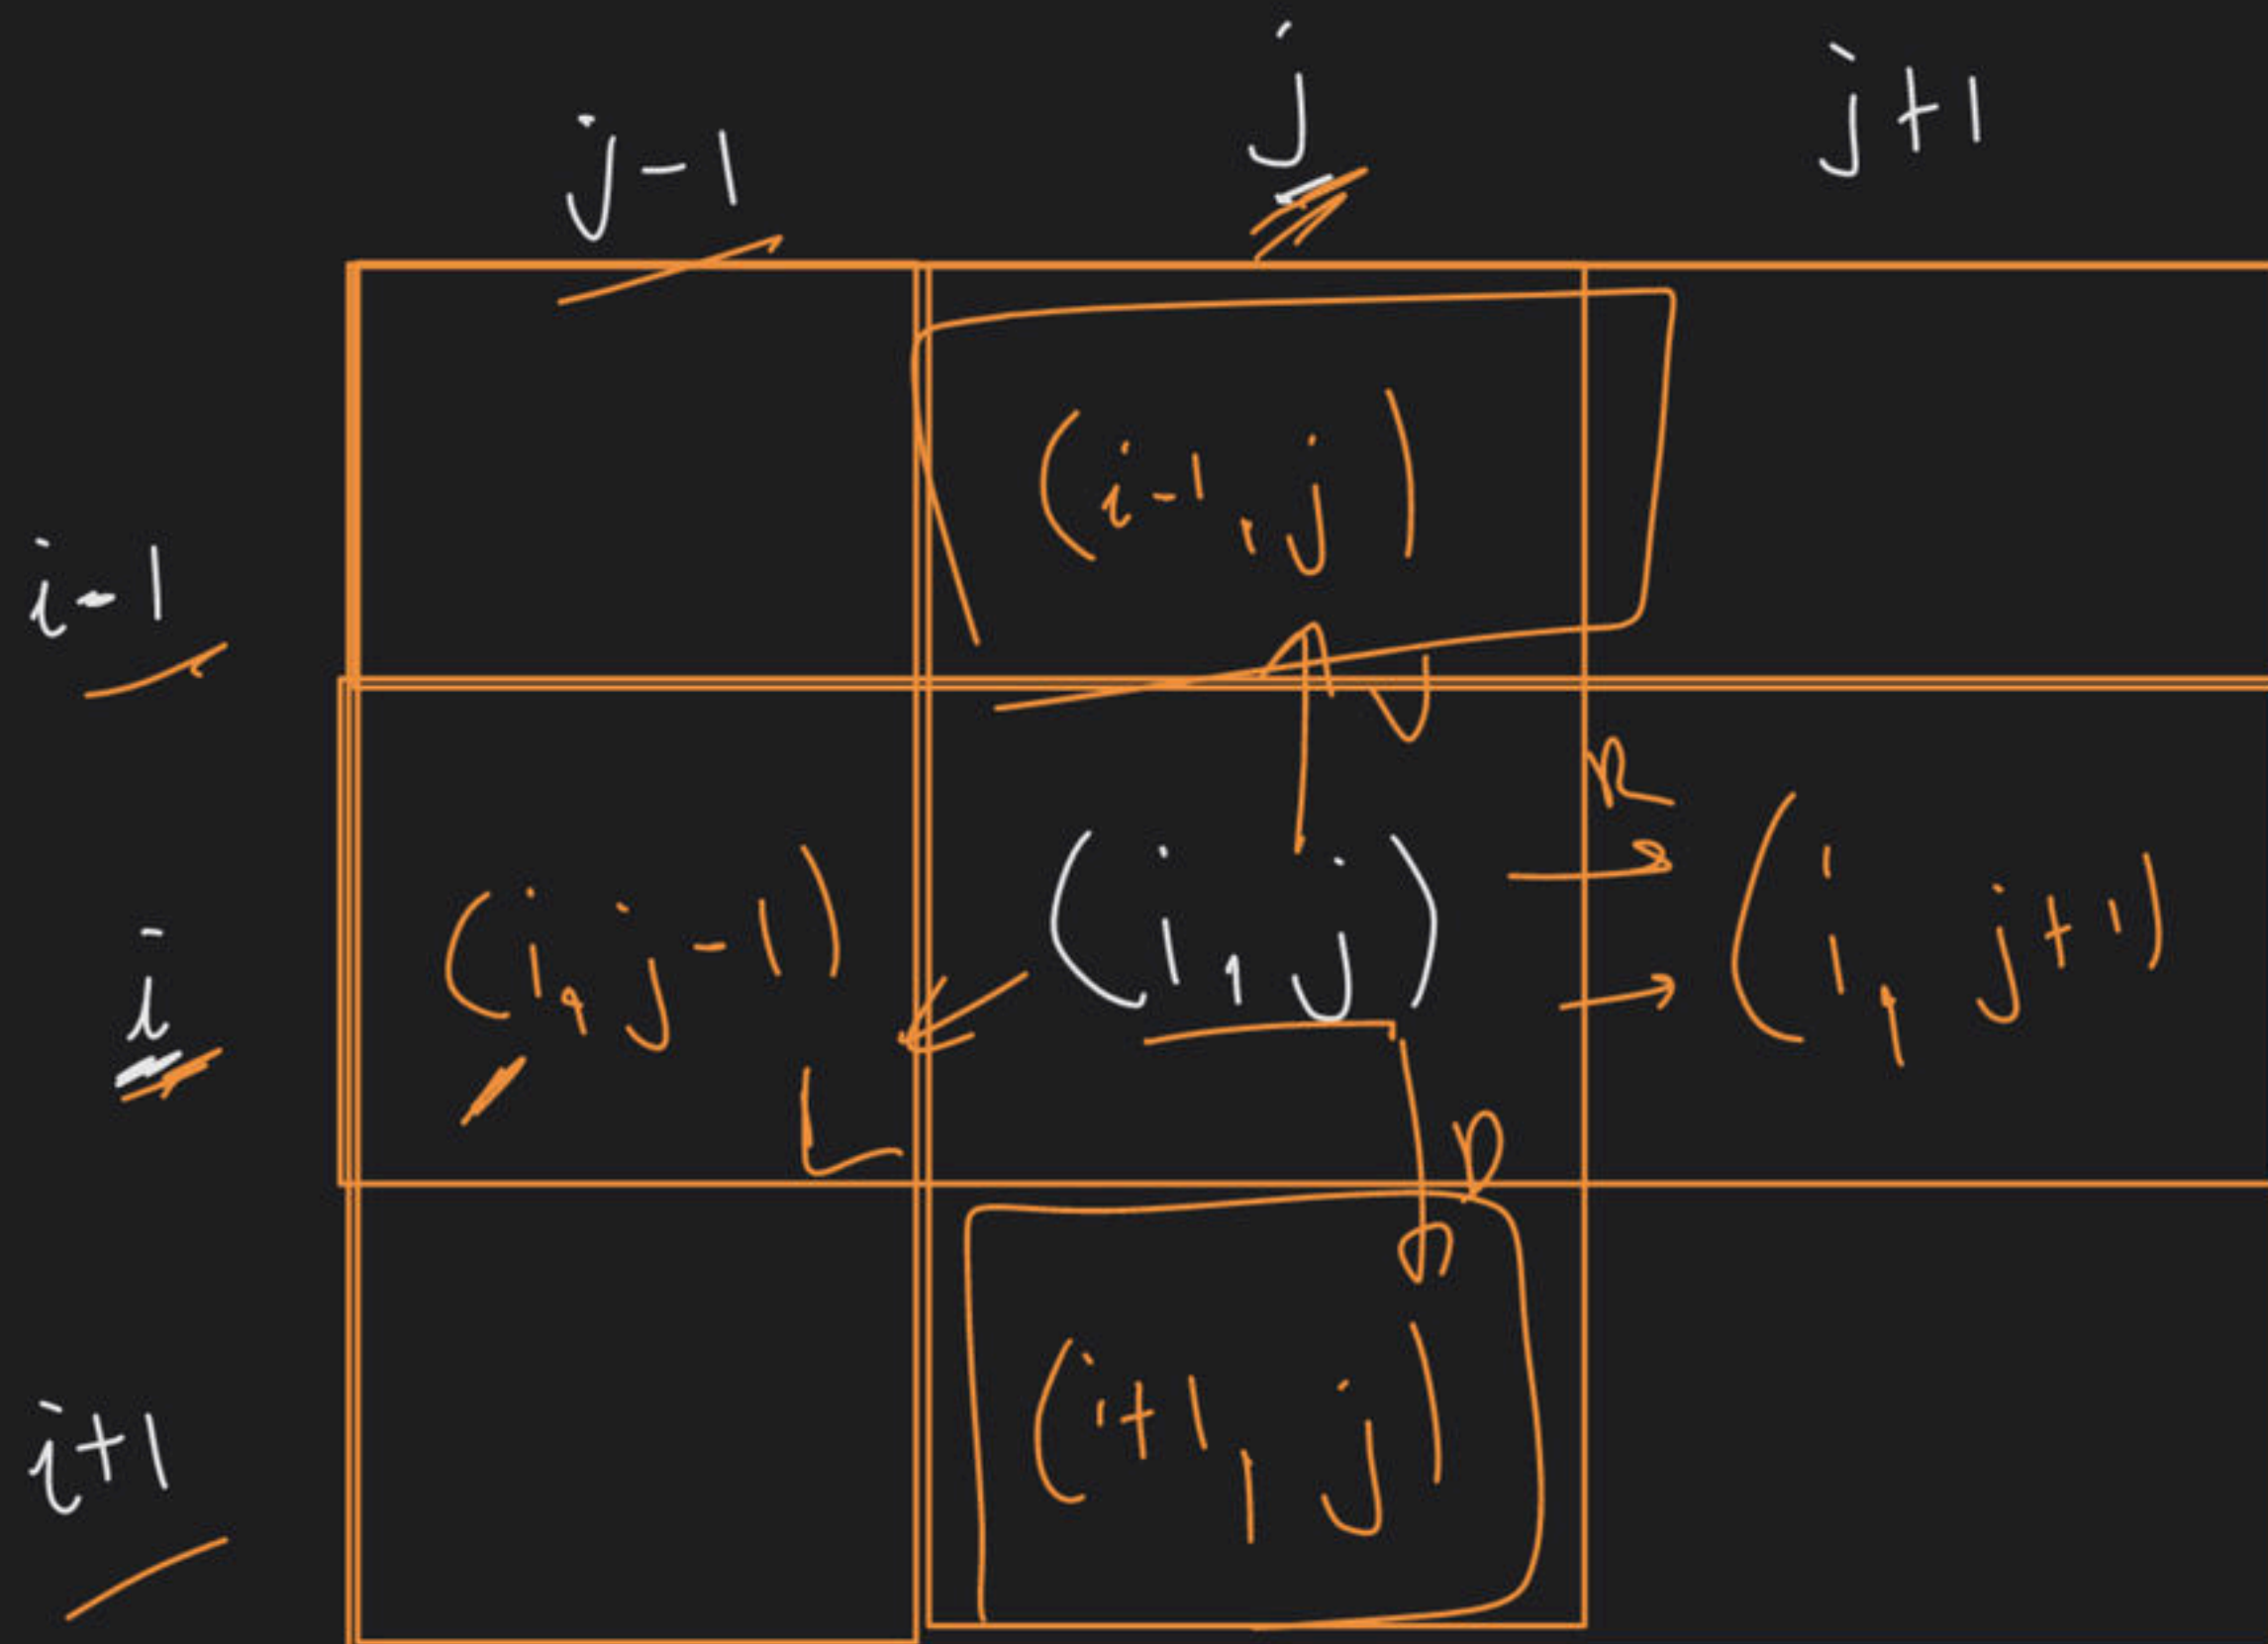 j-1 j j+1
i-1 (i-1, j)
U
R
i (i, j-1) (i, j) (i, j+1)
L D
i+1 (i+1, j)